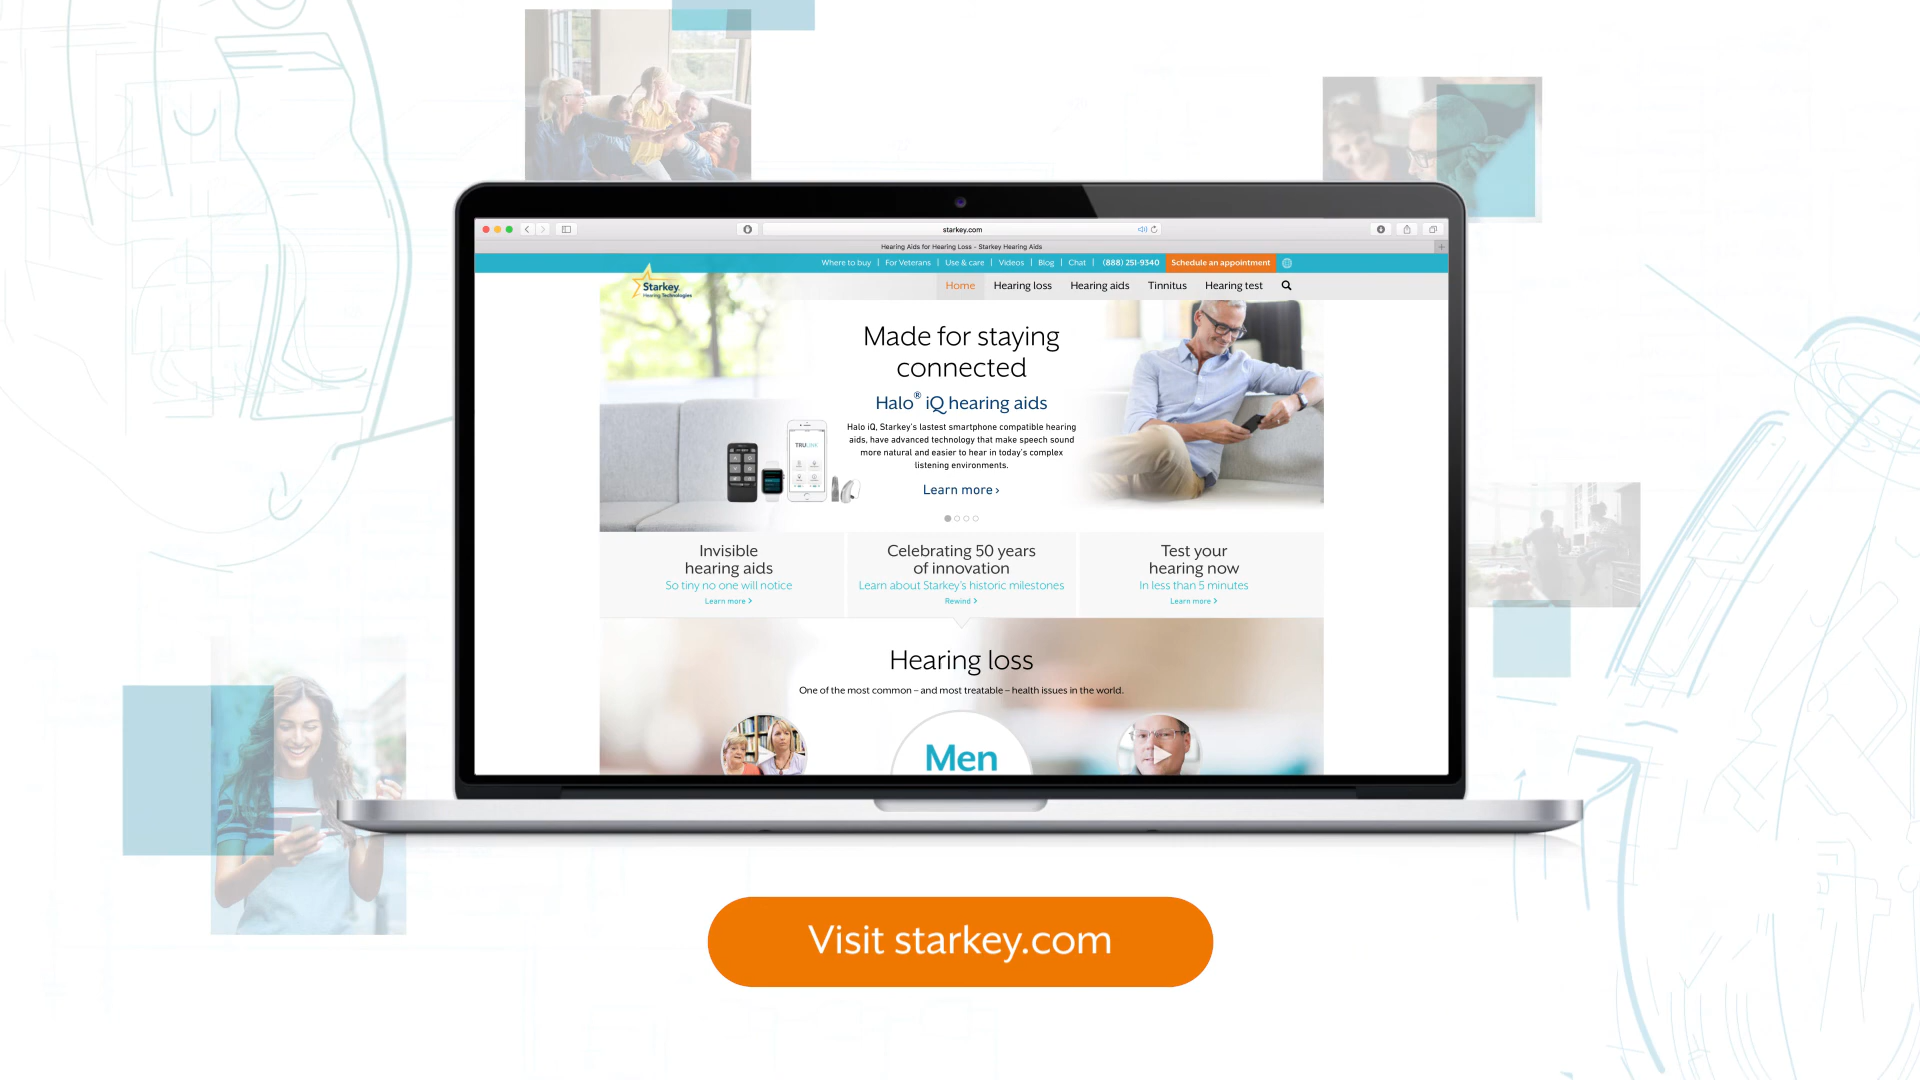 starkey.com
Hearing Aids for Hearing Loss - Starkey Hearing Aids
Where to buy | For Veterans | Use & care | Videos | Blog | Chat | (888) 251-9340 Schedule an appointment
Starkey
Hearing Technologies
Home Hearing loss Hearing aids Tinnitus Hearing test
Made for staying
connected
Halo® iQ hearing aids
Halo iQ, Starkey's lastest smartphone compatible hearing
aids, have advanced technology that make speech sound
more natural and easier to hear in today's complex
listening environments.
Learn more ›
TRULINK
Invisible
hearing aids
So tiny no one will notice
Learn more >
Celebrating 50 years
of innovation
Learn about Starkey's historic milestones
Rewind >
Test your
hearing now
In less than 5 minutes
Learn more >
Hearing loss
One of the most common – and most treatable – health issues in the world.
Men
Visit starkey.com